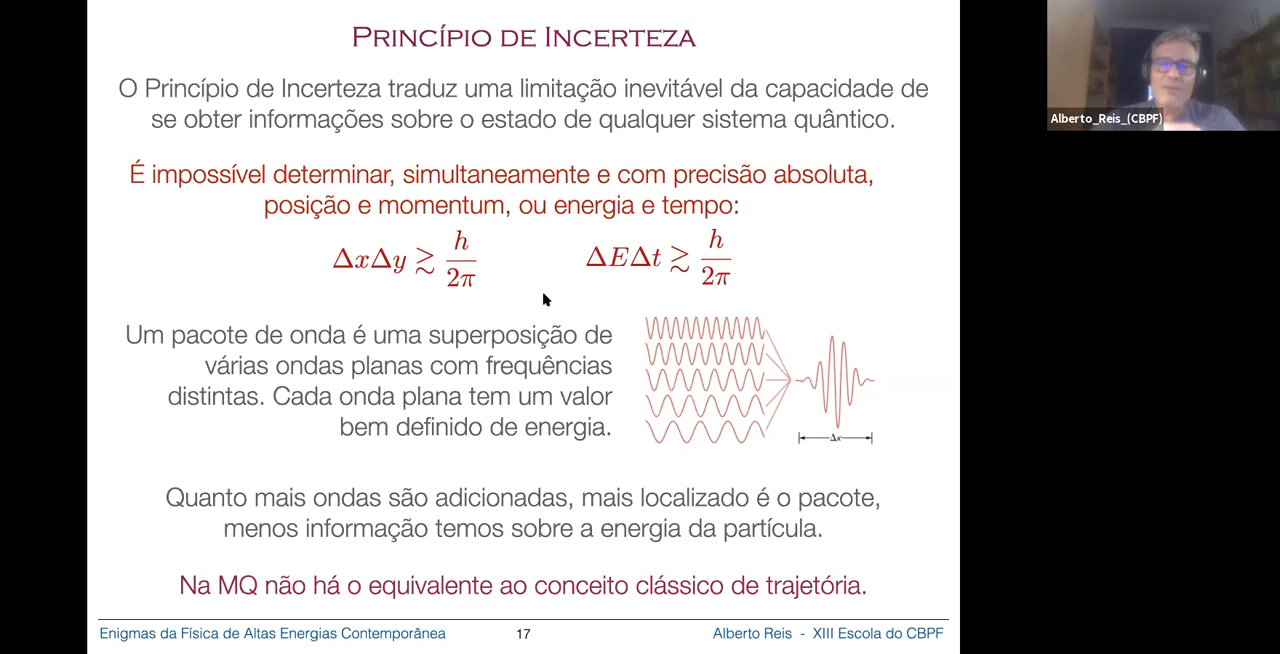 PRINCÍPIO DE INCERTEZA
O Princípio de Incerteza traduz uma limitação inevitável da capacidade de
se obter informações sobre o estado de qualquer sistema quântico.
É impossível determinar, simultaneamente e com precisão absoluta,
posição e momentum, ou energia e tempo:
ΔxΔy ≳ h/2π
ΔEΔt ≳ h/2π
Um pacote de onda é uma superposição de
várias ondas planas com frequências
distintas. Cada onda plana tem um valor
bem definido de energia.
Δx
Quanto mais ondas são adicionadas, mais localizado é o pacote,
menos informação temos sobre a energia da partícula.
Na MQ não há o equivalente ao conceito clássico de trajetória.
Enigmas da Física de Altas Energias Contemporânea
17
Alberto Reis - XIII Escola do CBPF
Alberto_Reis_(CBPF)